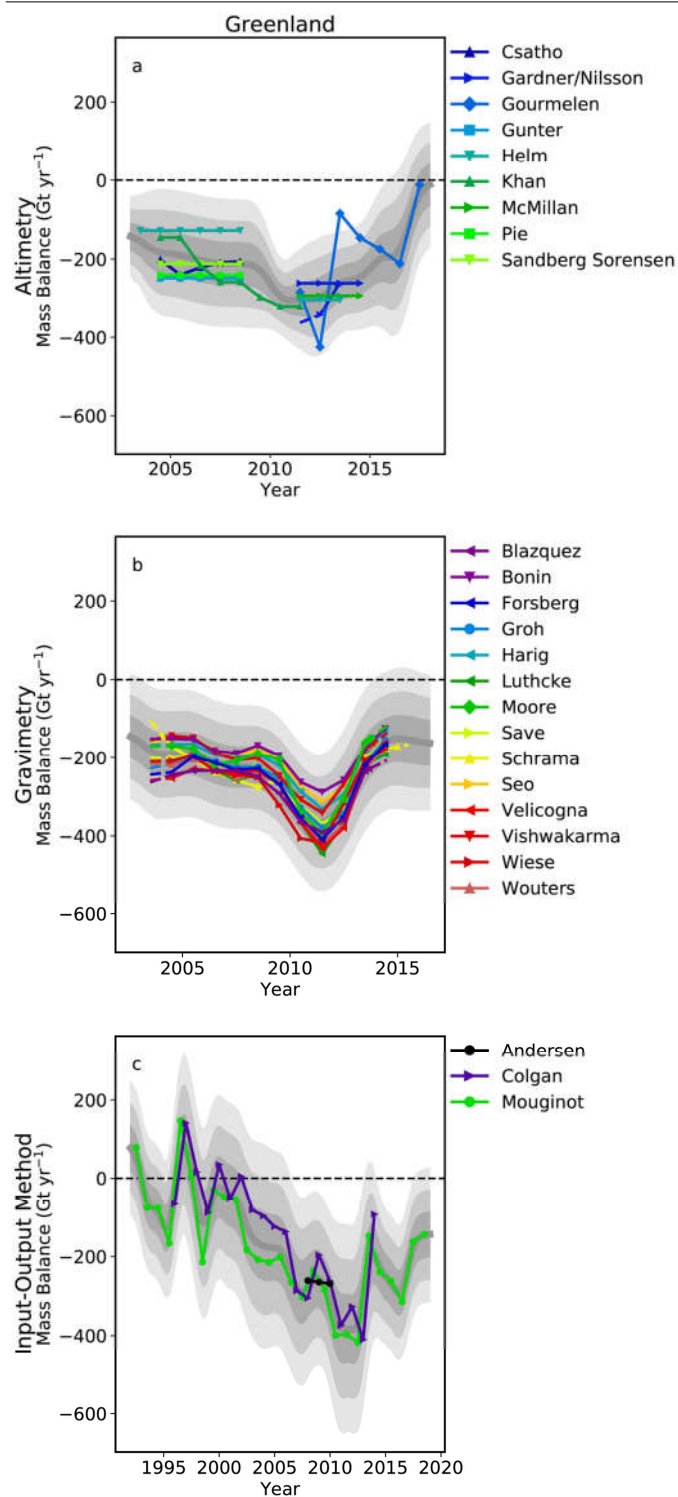 Greenland
a
Altimetry
Mass Balance (Gt yr−1)
200
0
−200
−400
−600
2005
2010
2015
Year
Csatho
Gardner/Nilsson
Gourmelen
Gunter
Helm
Khan
McMillan
Pie
Sandberg Sorensen
b
Gravimetry
Mass Balance (Gt yr−1)
200
0
−200
−400
−600
2005
2010
2015
Year
Blazquez
Bonin
Forsberg
Groh
Harig
Luthcke
Moore
Save
Schrama
Seo
Velicogna
Vishwakarma
Wiese
Wouters
c
Input-Output Method
Mass Balance (Gt yr−1)
200
0
−200
−400
−600
1995
2000
2005
2010
2015
2020
Year
Andersen
Colgan
Mouginot